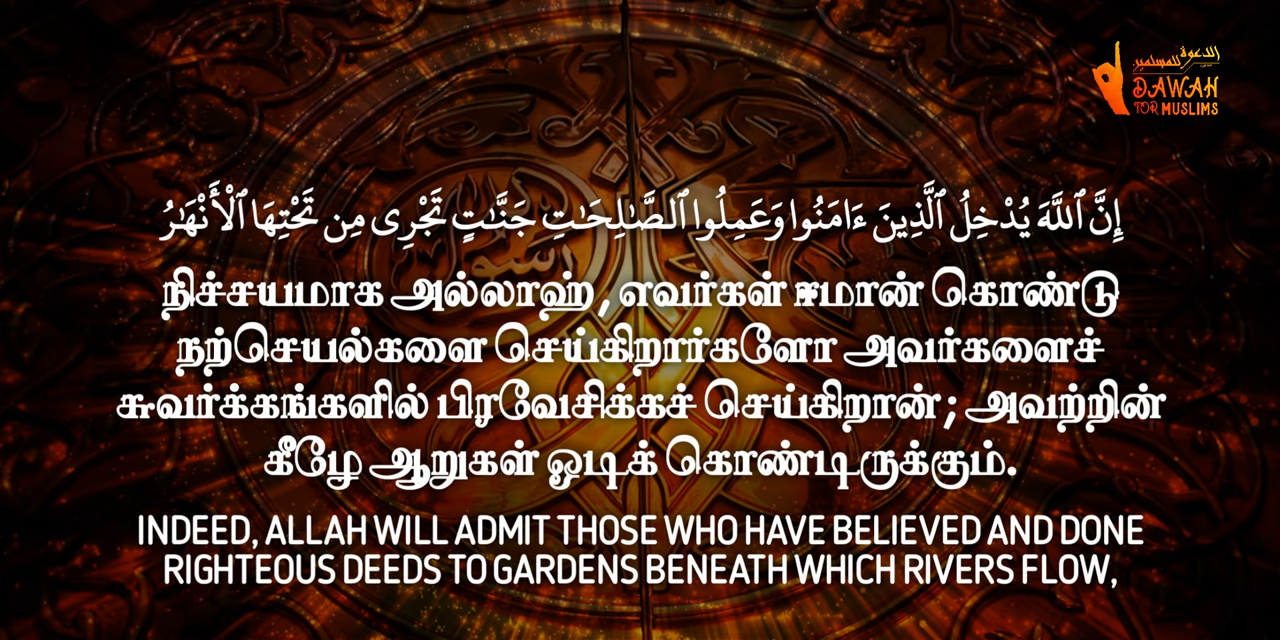 الدعوة للمسلمين
DAWAH
FOR MUSLIMS
إِنَّ ٱللَّهَ يُدْخِلُ ٱلَّذِينَ ءَامَنُوا وَعَمِلُوا ٱلصَّـٰلِحَـٰتِ جَنَّـٰتٍ تَجْرِى مِن تَحْتِهَا ٱلْأَنْهَـٰرُ
நிச்சயமாக அல்லாஹ், எவர்கள் ஈமான் கொண்டு
நற்செயல்களை செய்கிறார்களோ அவர்களைச்
சுவர்க்கங்களில் பிரவேசிக்கச் செய்கிறான்; அவற்றின்
கீழே ஆறுகள் ஓடிக் கொண்டிருக்கும்.
INDEED, ALLAH WILL ADMIT THOSE WHO HAVE BELIEVED AND DONE
RIGHTEOUS DEEDS TO GARDENS BENEATH WHICH RIVERS FLOW,